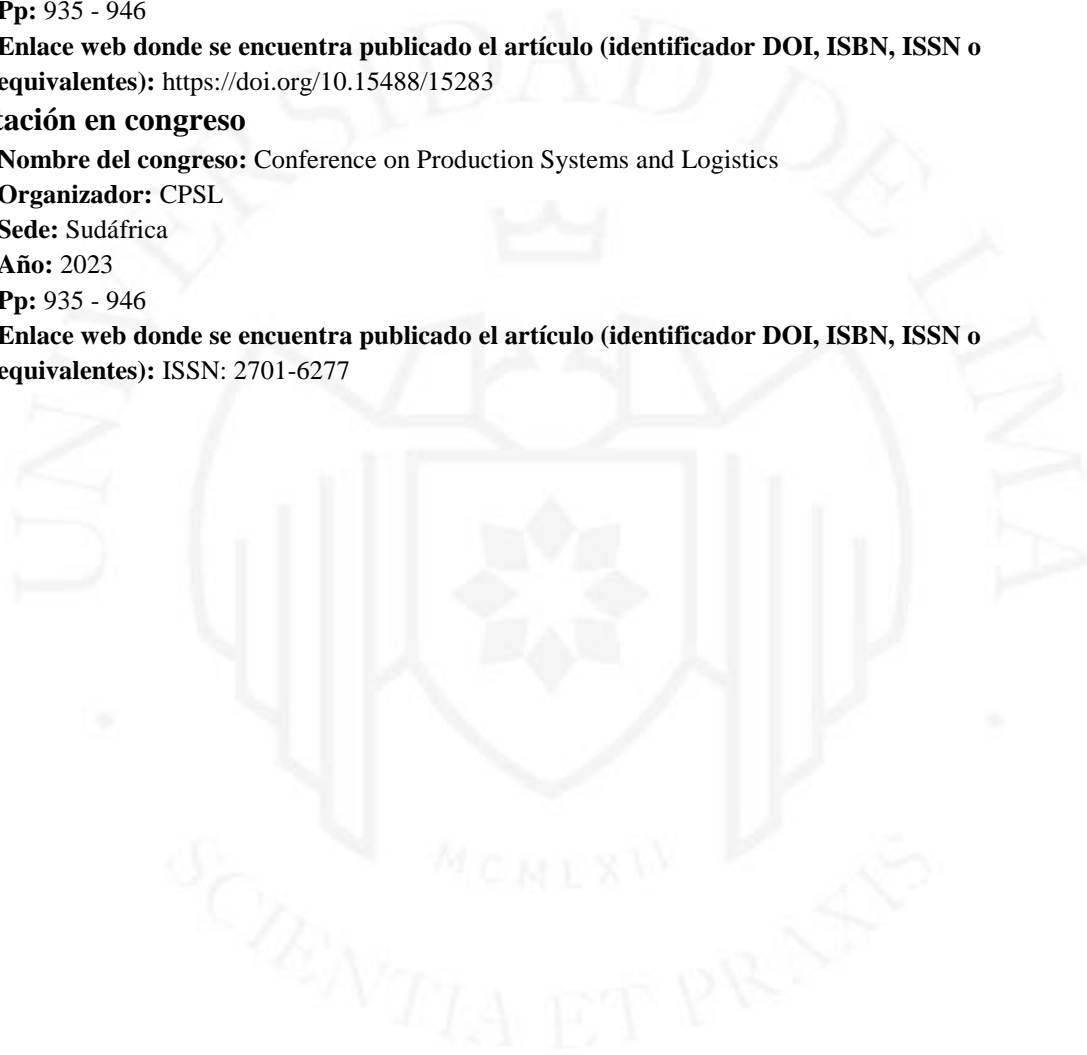 Pp: 935 - 946
Enlace web donde se encuentra publicado el artículo (identificador DOI, ISBN, ISSN o
equivalentes): https://doi.org/10.15488/15283
tación en congreso
Nombre del congreso: Conference on Production Systems and Logistics
Organizador: CPSL
Sede: Sudáfrica
Año: 2023
Pp: 935 - 946
Enlace web donde se encuentra publicado el artículo (identificador DOI, ISBN, ISSN o
equivalentes): ISSN: 2701-6277
UNIVERSIDAD DE LIMA
MCMLXII
SCIENTIA ET PRAXIS